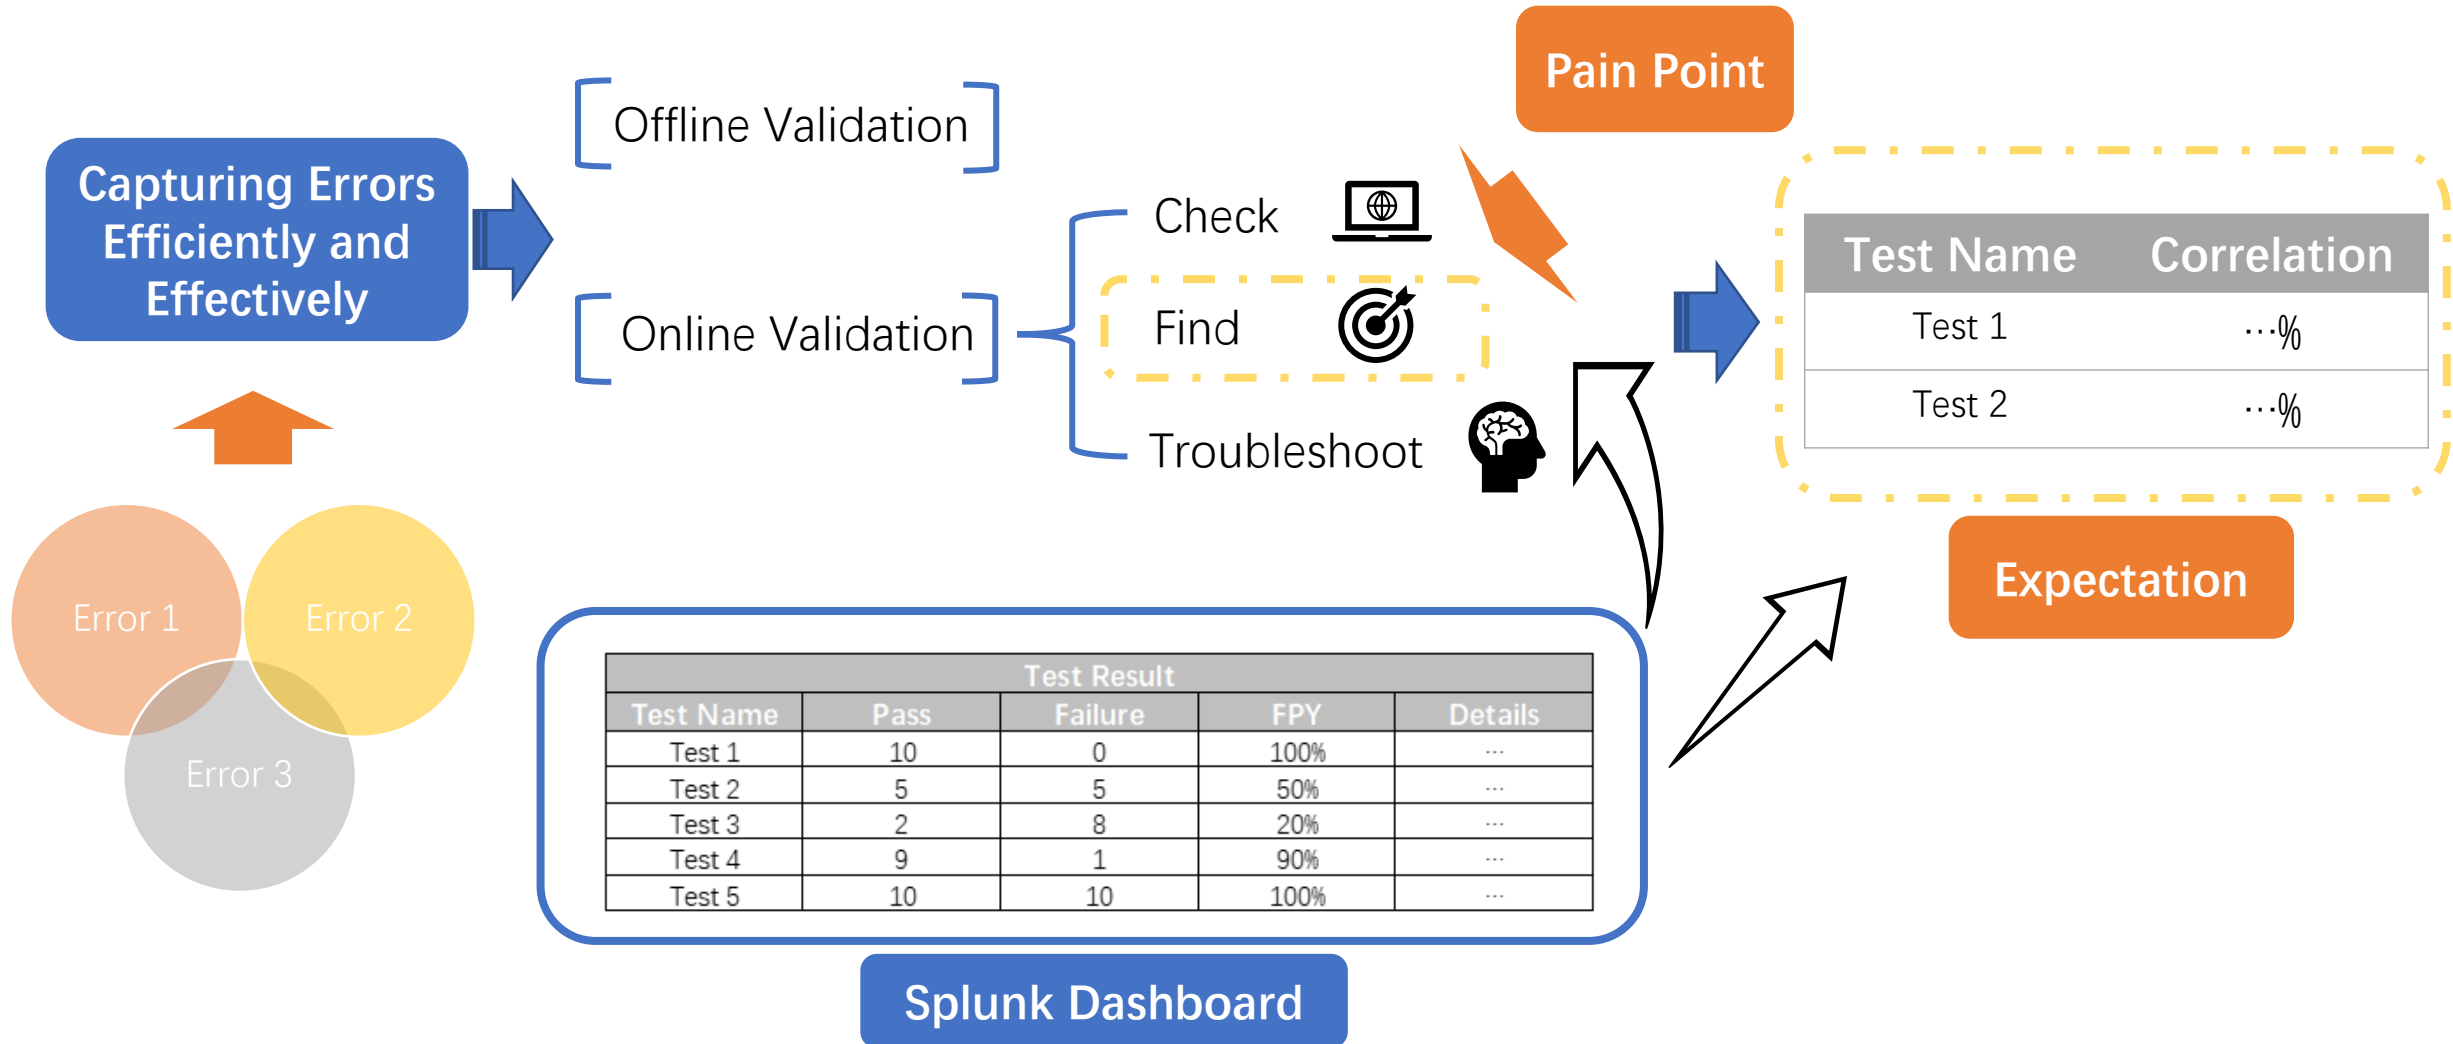 Pain Point
Offline Validation
Capturing Errors
Efficiently and
Effectively
Check
Online Validation
Find
Troubleshoot
Test Name Correlation
Test 1 ···%
Test 2 ···%
Expectation
Error 1
Error 2
Error 3
Test Result
Test Name Pass Failure FPY Details
Test 1 10 0 100% ···
Test 2 5 5 50% ···
Test 3 2 8 20% ···
Test 4 9 1 90% ···
Test 5 10 10 100% ···
Splunk Dashboard